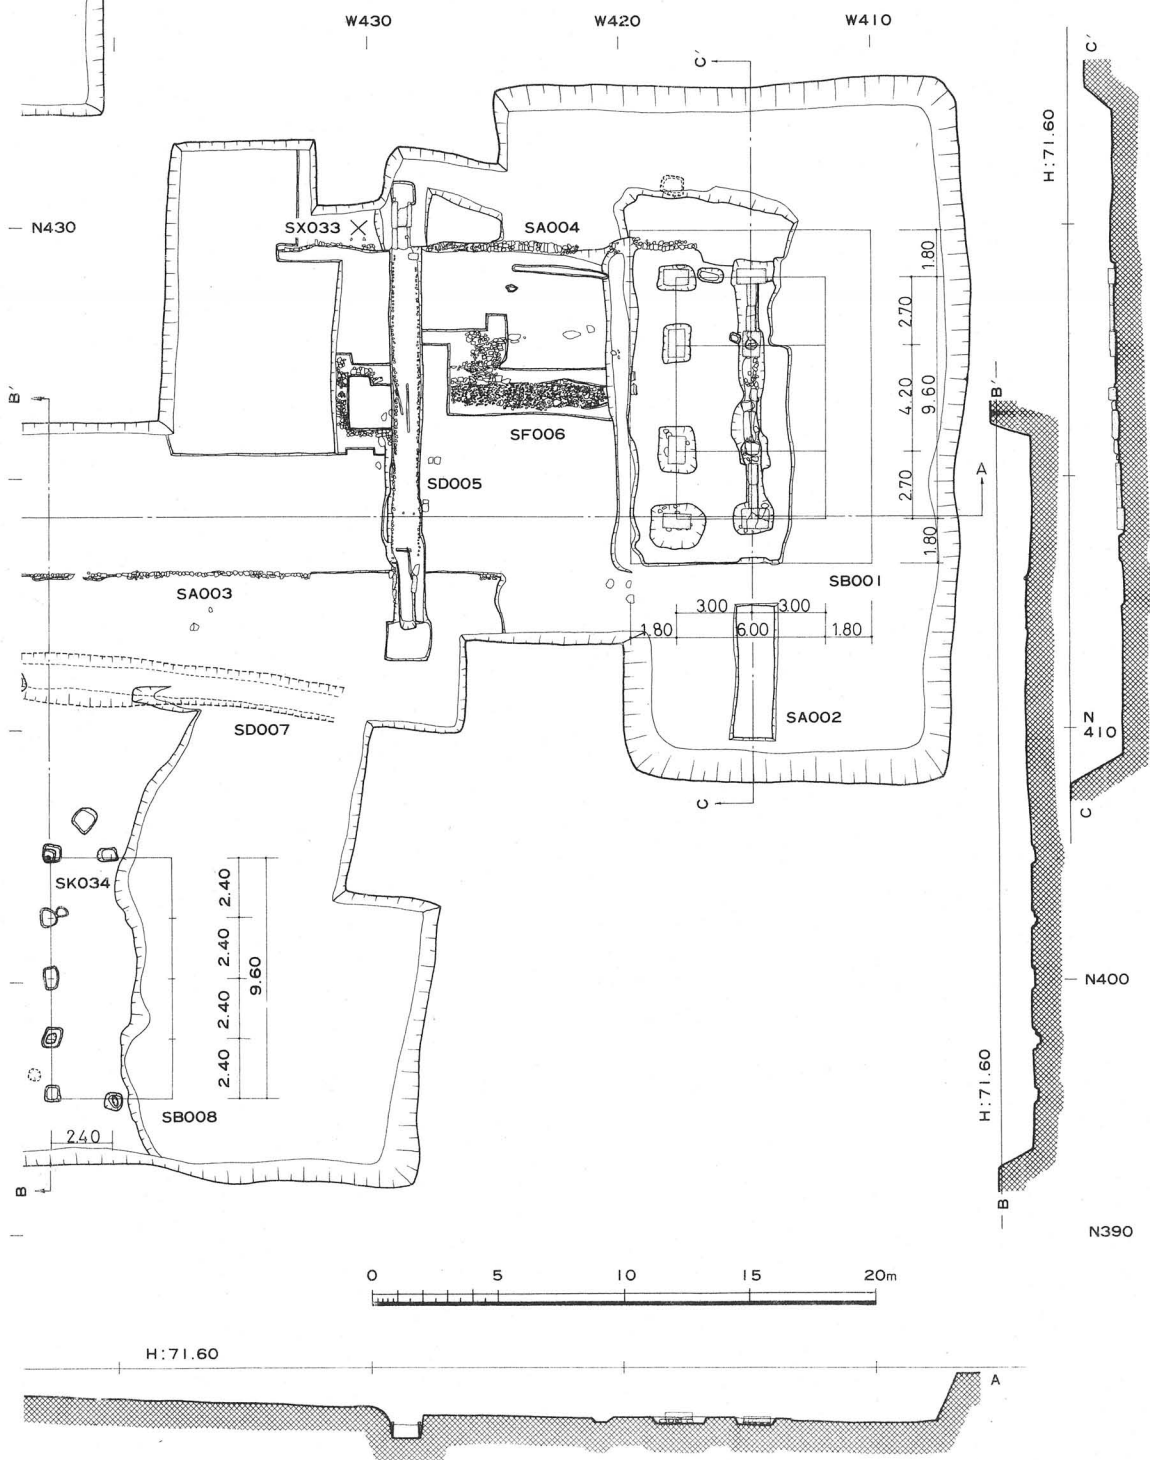 W430
W420
W410
C′
C′
H:71.60
N430
SX033
SA004
1.80
2.70
4.20
9.60
2.70
1.80
B′
B′
SF006
SD005
A
SA003
SB001
3.00
3.00
1.80
6.00
1.80
SA002
SD007
N
410
C
C
SK034
2.40
2.40
2.40
2.40
9.60
N400
H:71.60
SB008
2.40
B
B
N390
0
5
10
15
20m
H:71.60
A